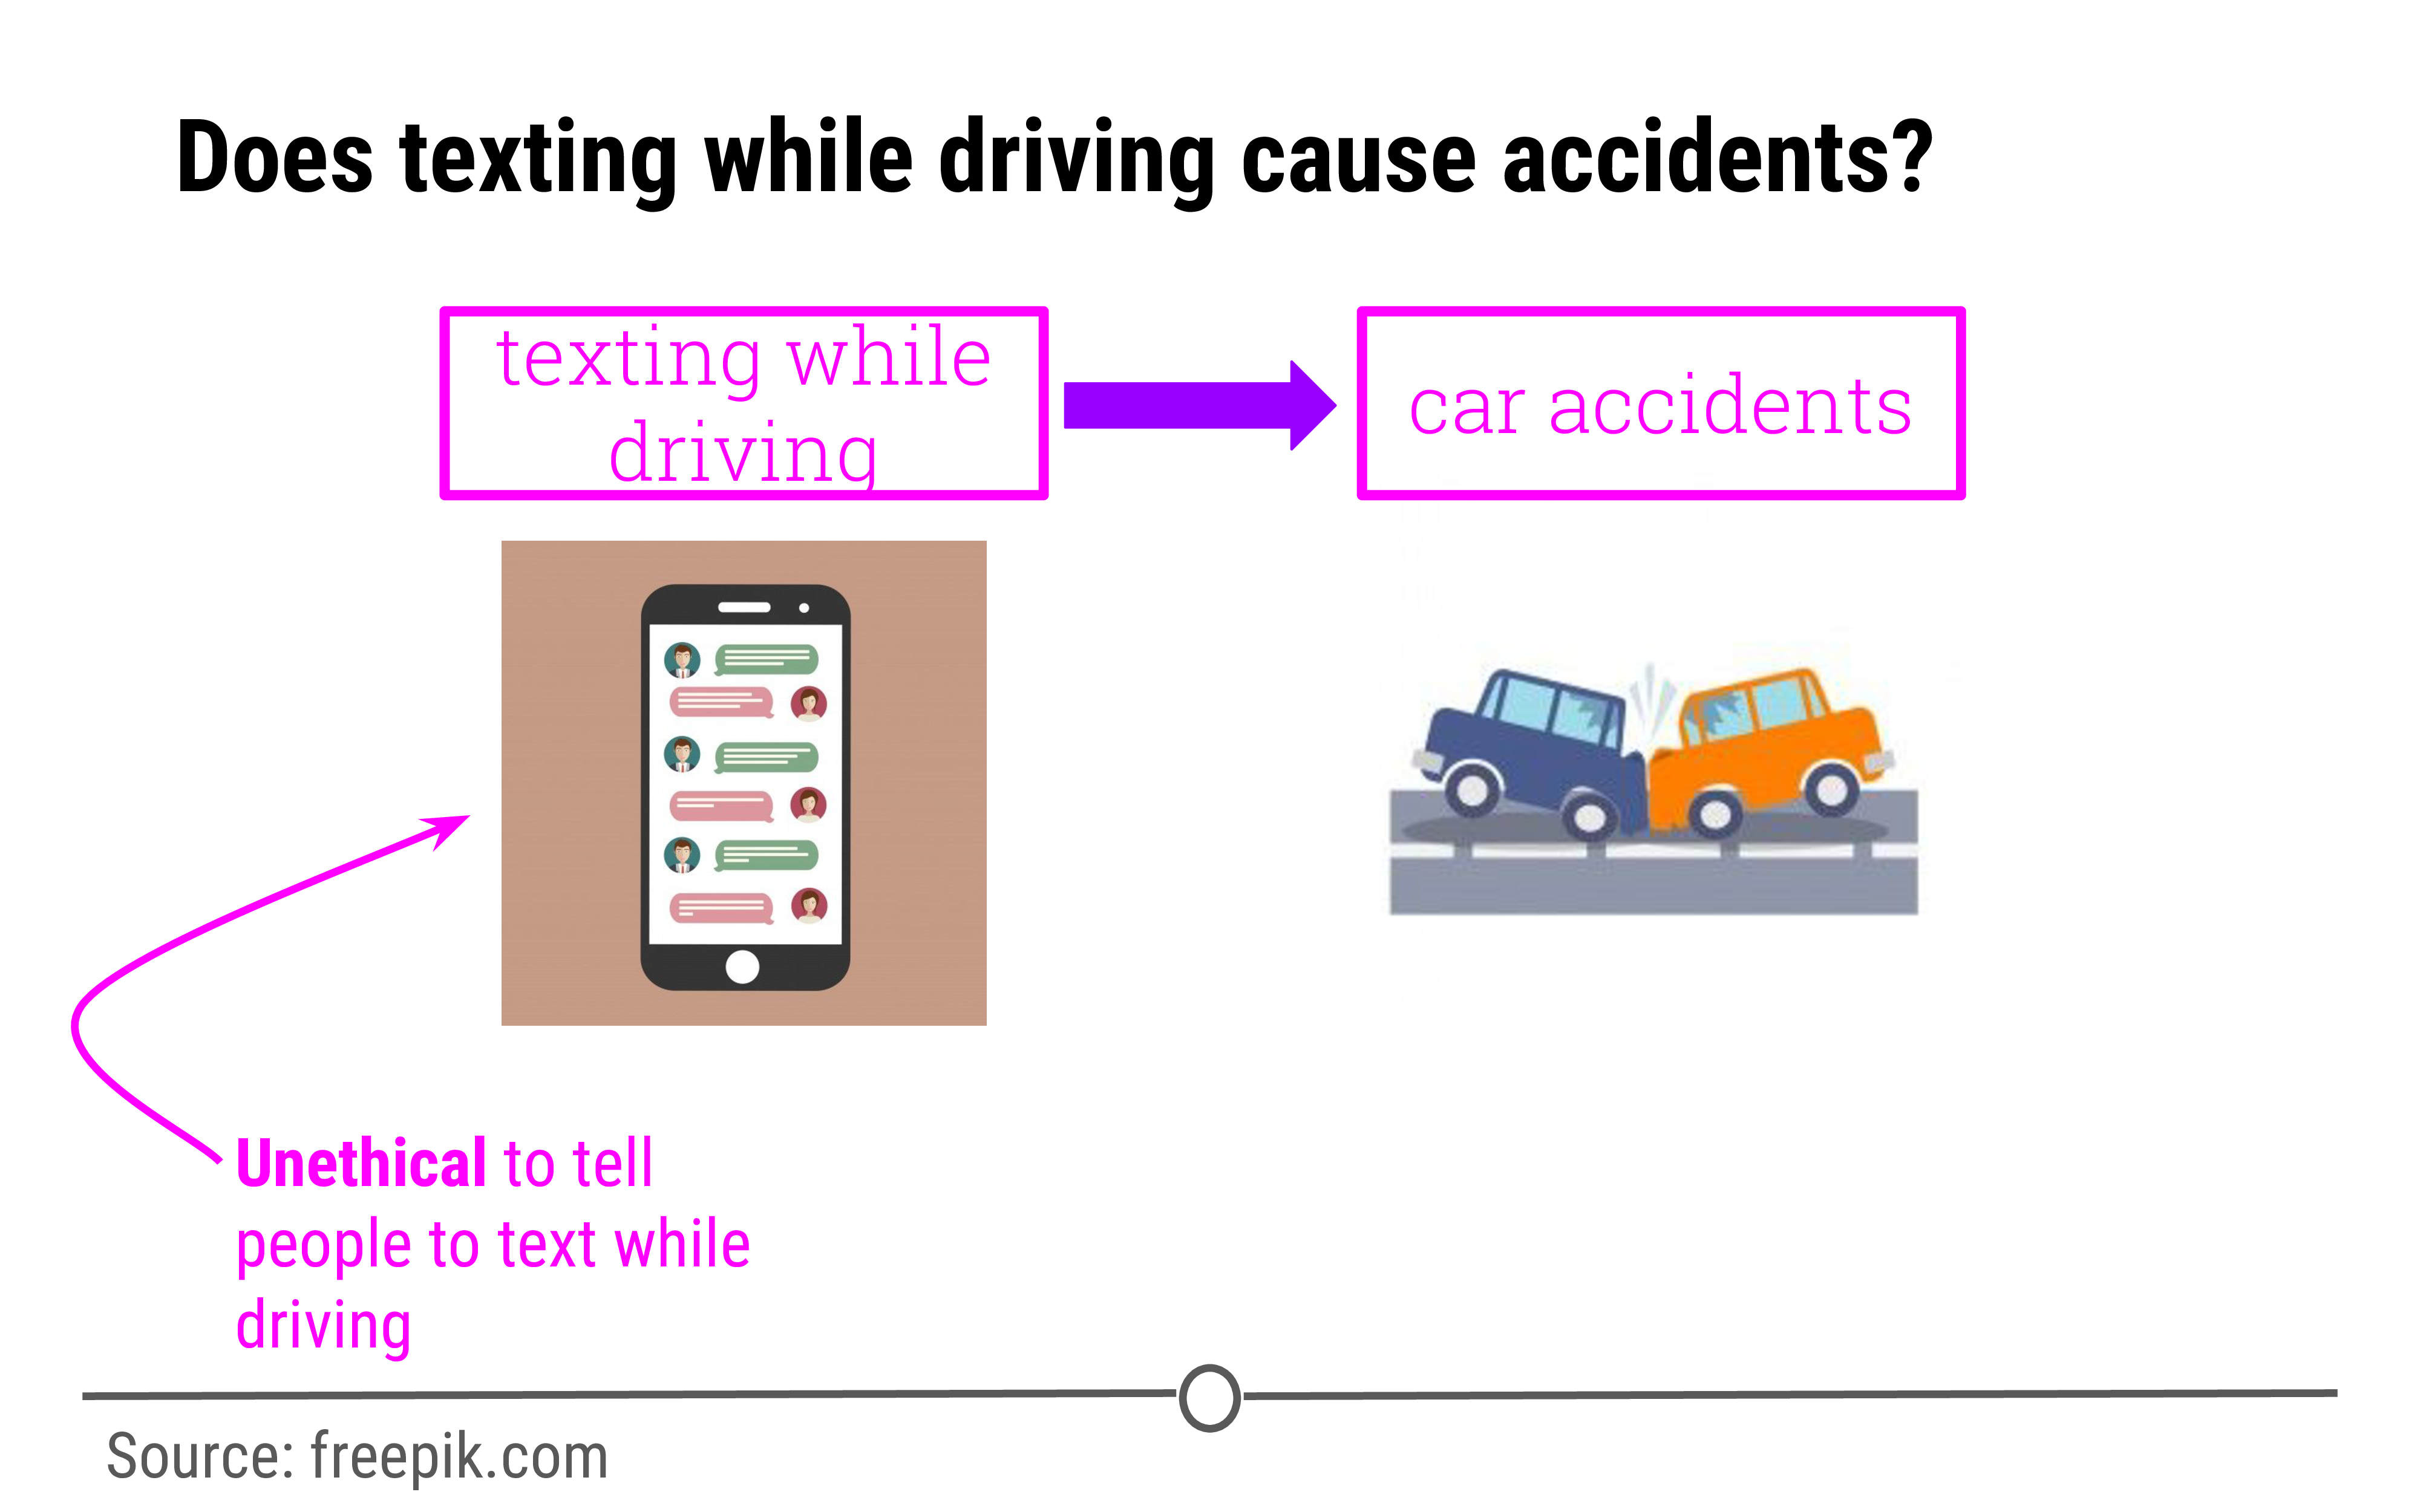 Does texting while driving cause accidents?
texting while
driving
car accidents
Unethical to tell
people to text while
driving
Source: freepik.com